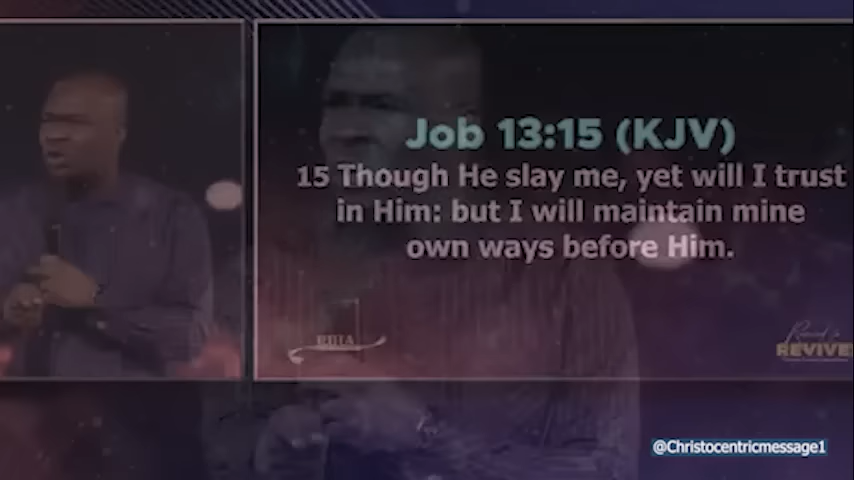 Job 13:15 (KJV)
15 Though He slay me, yet will I trust
in Him: but I will maintain mine
own ways before Him.
REVIVE
@Christocentricmessage1